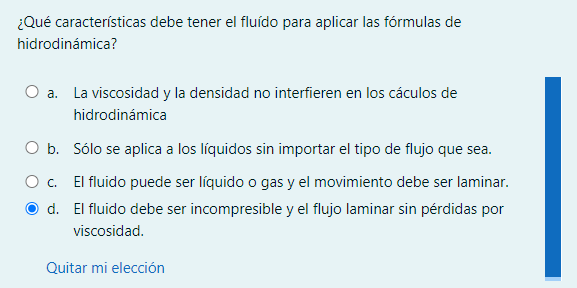 ¿Qué características debe tener el fluído para aplicar las fórmulas de
hidrodinámica?
a. La viscosidad y la densidad no interfieren en los cáculos de
hidrodinámica
b. Sólo se aplica a los líquidos sin importar el tipo de flujo que sea.
c. El fluido puede ser líquido o gas y el movimiento debe ser laminar.
d. El fluido debe ser incompresible y el flujo laminar sin pérdidas por
viscosidad.
Quitar mi elección